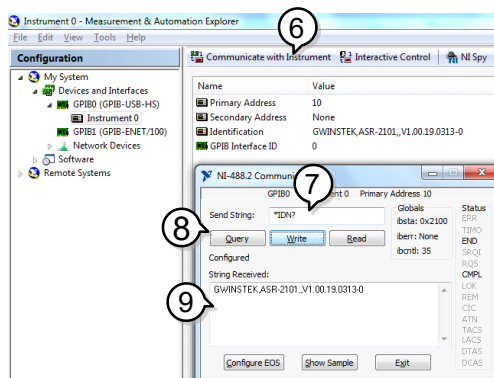 Instrument 0 - Measurement & Automation Explorer
File Edit View Tools Help
6
Configuration
Communicate with Instrument Interactive Control NI Spy
My System
Devices and Interfaces
GPIB0 (GPIB-USB-HS)
Instrument 0
GPIB1 (GPIB-ENET/100)
Network Devices
Software
Remote Systems
Name Value
Primary Address 10
Secondary Address None
Identification GWINSTEK,ASR-2101,,V1.00.19.0313-0
GPIB Interface ID 0
NI-488.2 Communi
7
GPIB0 ent 0 Primary Address 10
Send String: *IDN?
8
Query Write Read
Configured
Globals
ibsta: 0x2100
iberr: None
ibcntl: 35
Status
ERR
TIMO
END
SRQI
RQS
CMPL
LOK
REM
CIC
ATN
TACS
LACS
DTAS
DCAS
String Received:
9
GWINSTEK,ASR-2101,,V1.00.19.0313-0
Configure EOS Show Sample Exit